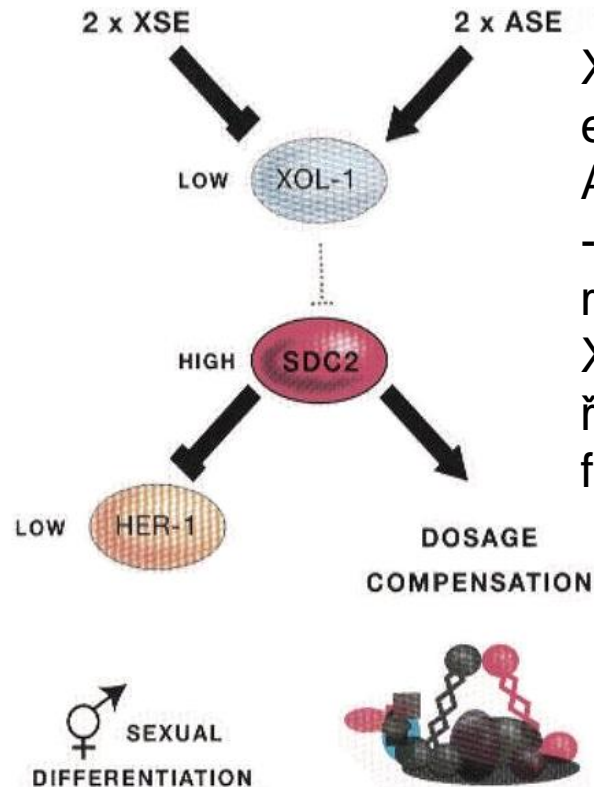 2 x XSE
2 x ASE
LOW
XOL-1
HIGH
SDC2
LOW
HER-1
DOSAGE
COMPENSATION
SEXUAL
DIFFERENTIATION